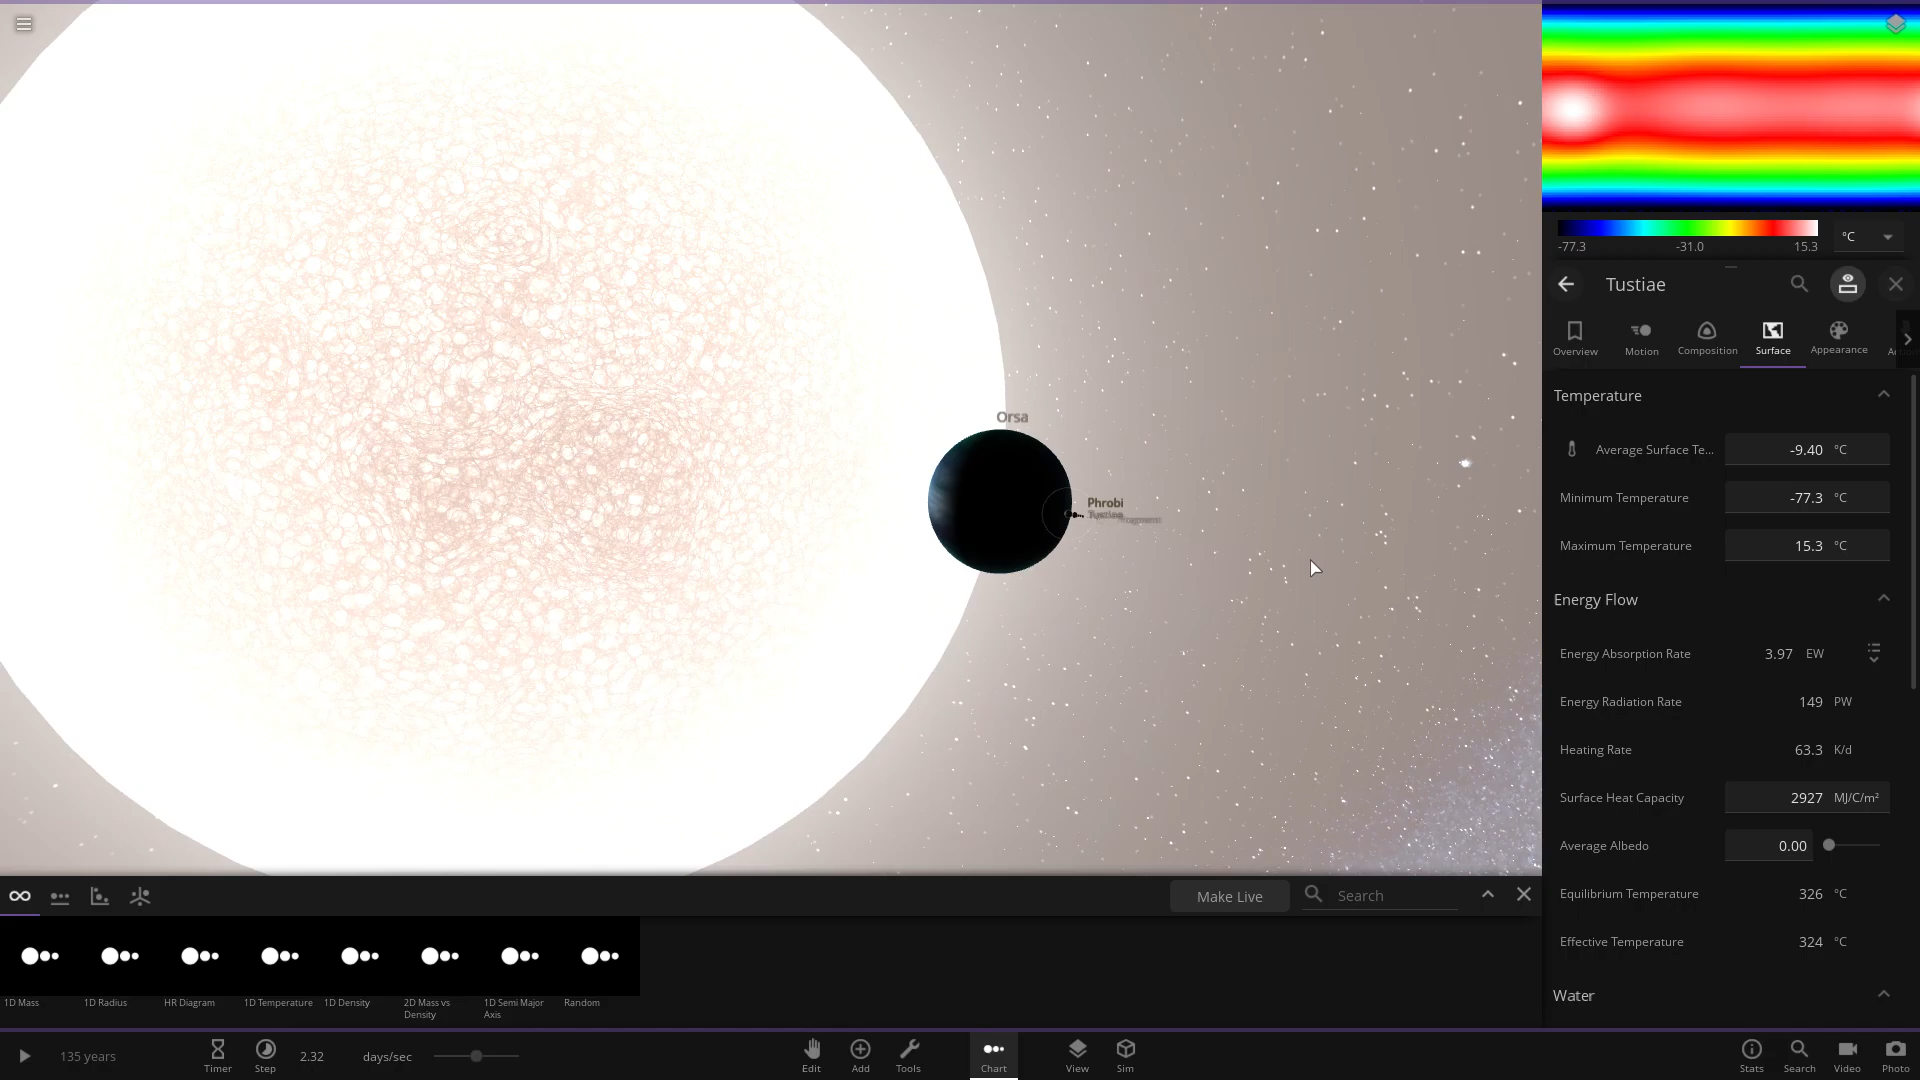 -77.3 -31.0 15.3 °C
Tustiae
Overview Motion Composition Surface Appearance
Temperature
Average Surface Te... -9.40 °C
Minimum Temperature -77.3 °C
Maximum Temperature 15.3 °C
Energy Flow
Energy Absorption Rate 3.97 EW
Energy Radiation Rate 149 PW
Heating Rate 63.3 K/d
Surface Heat Capacity 2927 MJ/C/m²
Average Albedo 0.00
Equilibrium Temperature 326 °C
Effective Temperature 324 °C
Water
Orsa
Phrobi
Tustiae
Make Live Search
1D Mass
1D Radius
HR Diagram
1D Temperature
1D Density
2D Mass vs
Density
1D Semi Major
Axis
Random
135 years
Timer
Step
2.32 days/sec
Edit
Add
Tools
Chart
View
Sim
Stats
Search
Video
Photo